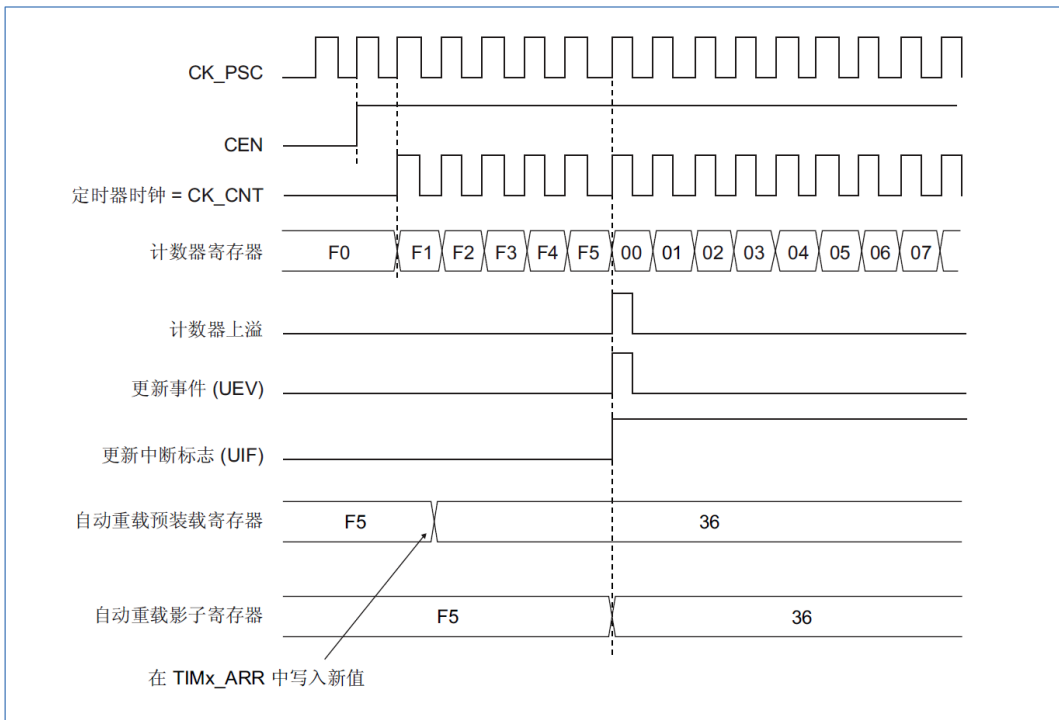 CK_PSC
CEN
定时器时钟 = CK_CNT
计数器寄存器 F0 F1 F2 F3 F4 F5 00 01 02 03 04 05 06 07
计数器上溢
更新事件 (UEV)
更新中断标志 (UIF)
自动重载预装载寄存器 F5 36
自动重载影子寄存器 F5 36
在 TIMx_ARR 中写入新值